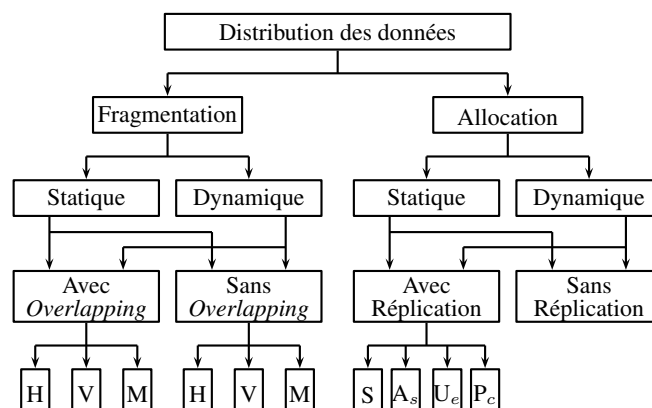 Distribution des données
Fragmentation Allocation
Statique Dynamique Statique Dynamique
Avec Sans Avec Sans
Overlapping Overlapping Réplication Réplication
H V M H V M S Aₛ Uₑ P_c